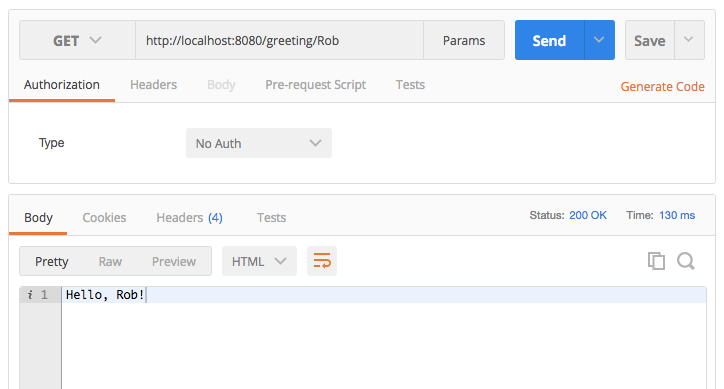 GET http://localhost:8080/greeting/Rob Params Send Save
Authorization Headers Body Pre-request Script Tests Generate Code
Type No Auth
Body Cookies Headers (4) Tests Status: 200 OK Time: 130 ms
Pretty Raw Preview HTML
i 1 Hello, Rob!